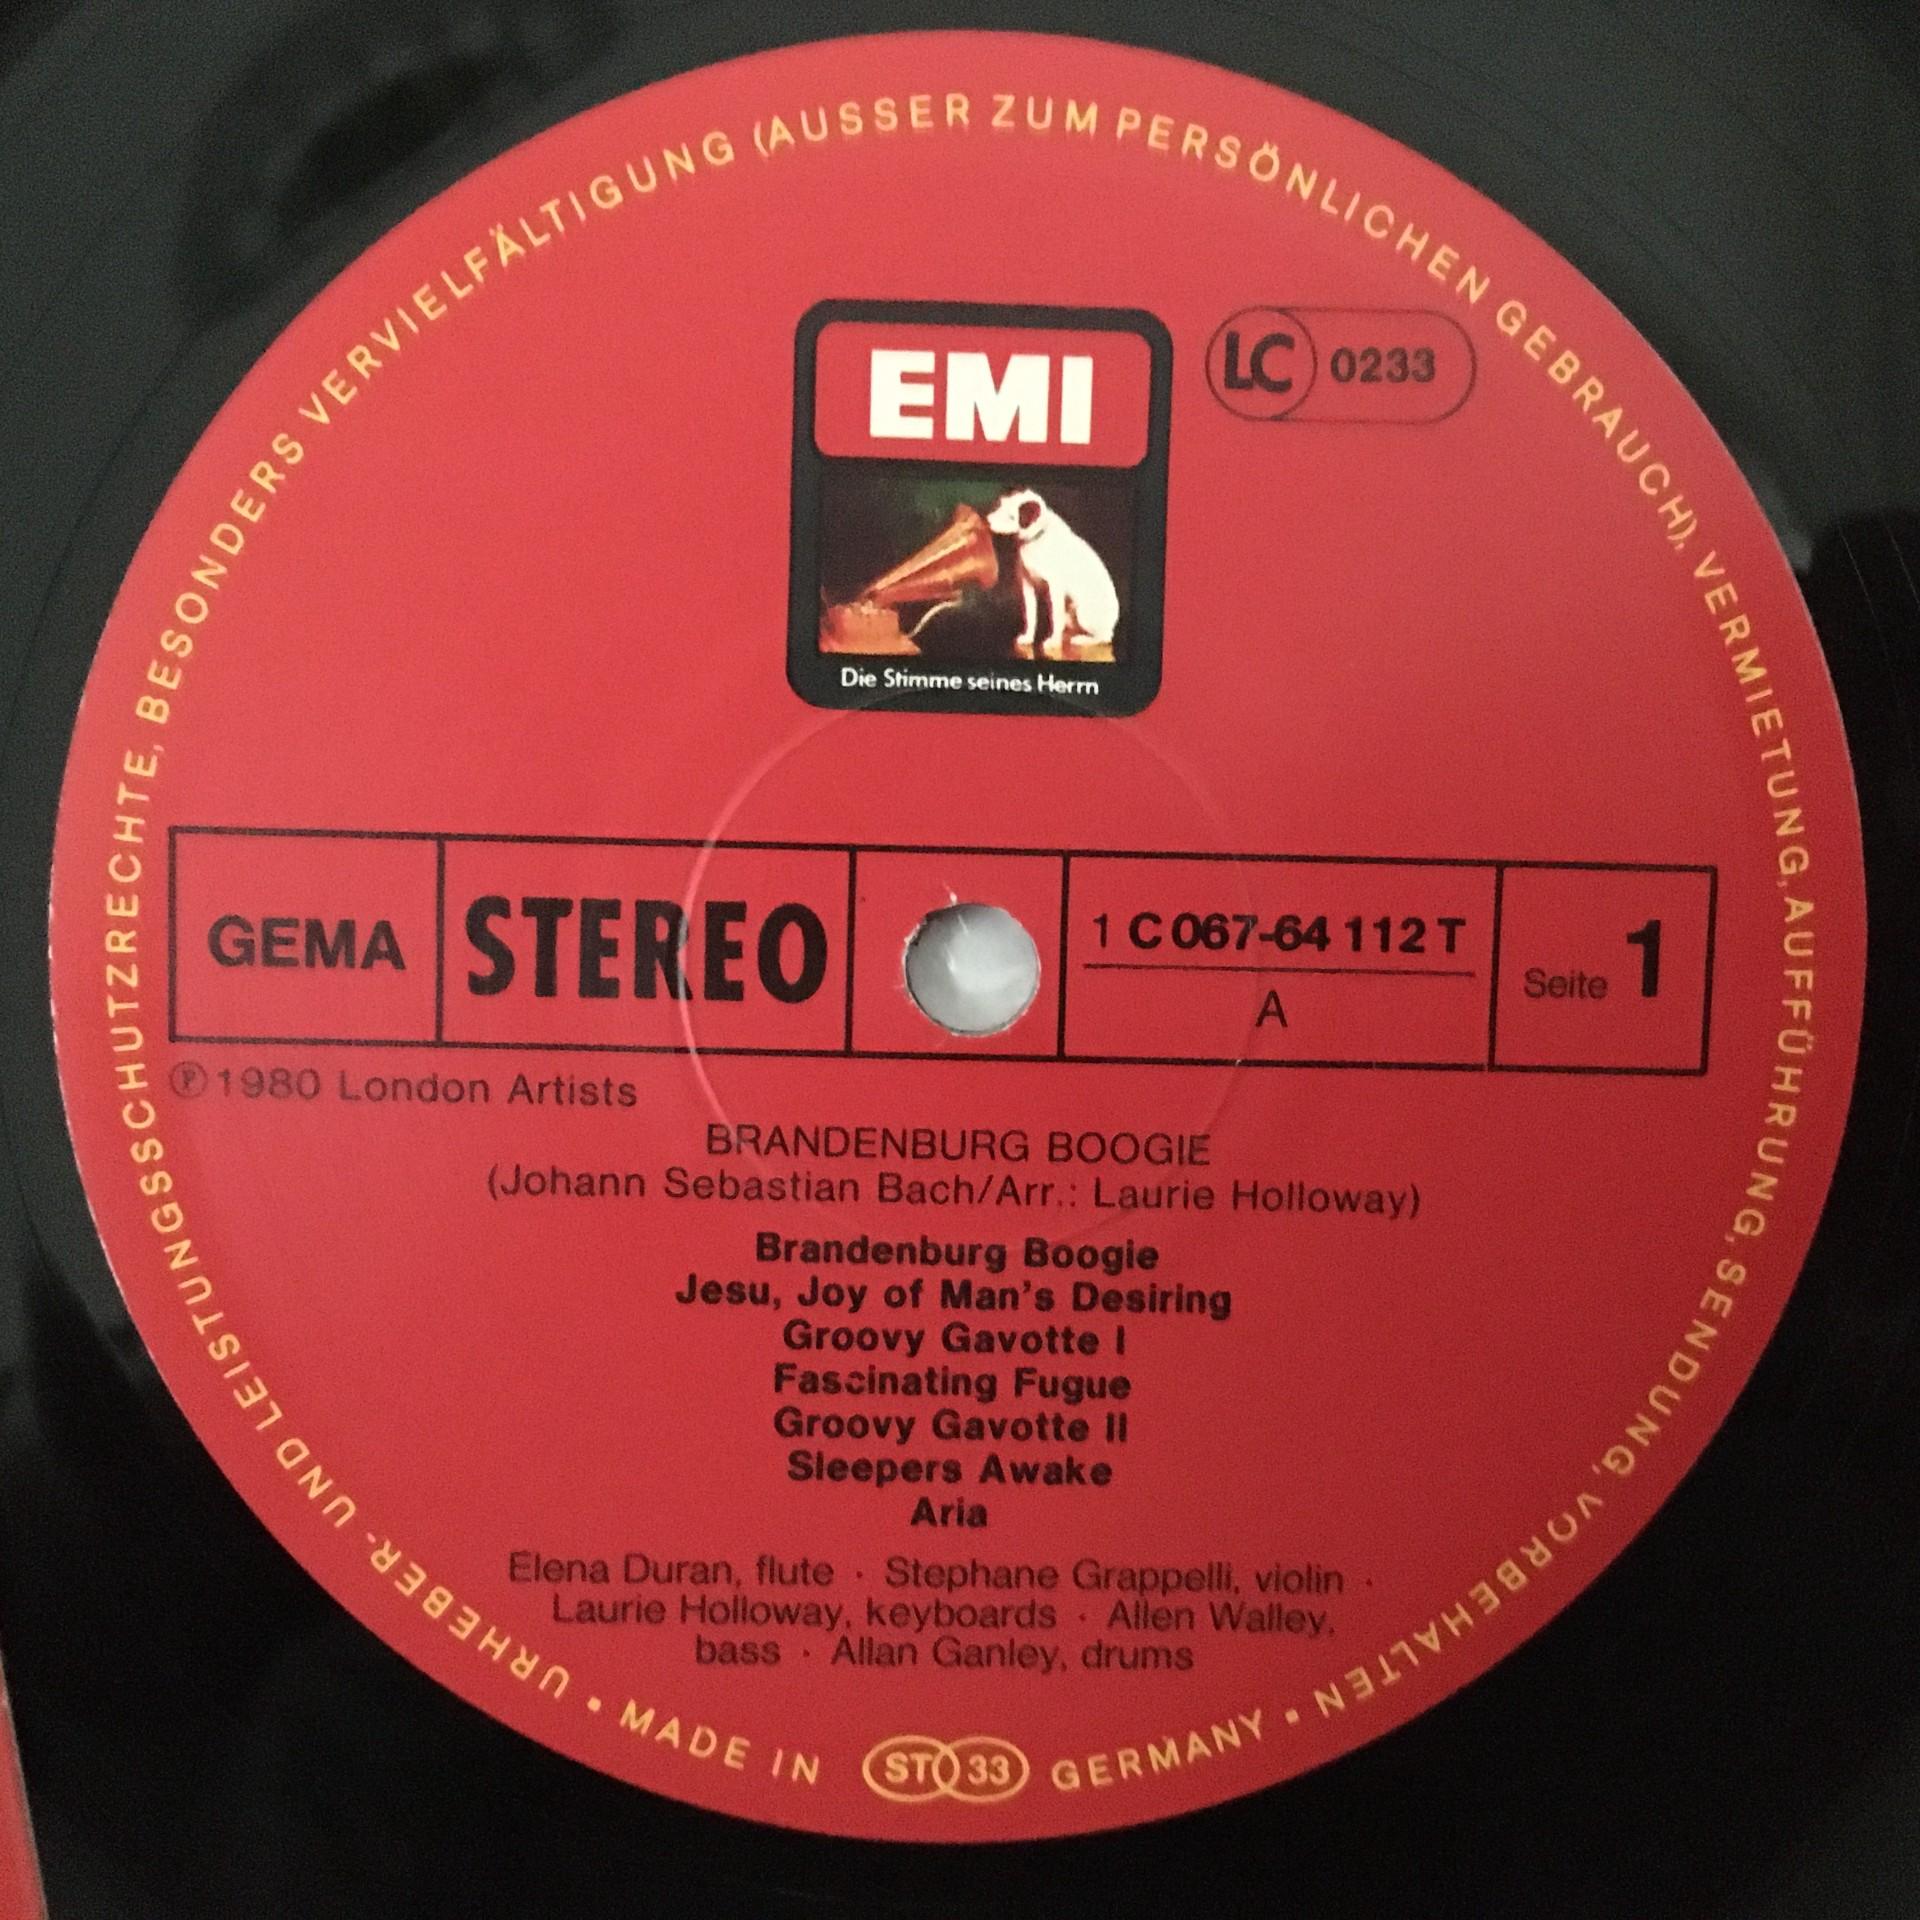 URHEBER- UND LEISTUNGSSCHUTZRECHTE, BESONDERS VERVIELFÄLTIGUNG (AUSSER ZUM PERSÖNLICHEN GEBRAUCH), VERMIETUNG, AUFFÜHRUNG, SENDUNG, VORBEHALTEN •
EMI
LC 0233
Die Stimme seines Herrn
GEMA
STEREO
1 C 067-64 112 T
A
Seite 1
℗ 1980 London Artists
BRANDENBURG BOOGIE
(Johann Sebastian Bach/Arr.: Laurie Holloway)
Brandenburg Boogie
Jesu, Joy of Man's Desiring
Groovy Gavotte I
Fascinating Fugue
Groovy Gavotte II
Sleepers Awake
Aria
Elena Duran, flute · Stephane Grappelli, violin ·
Laurie Holloway, keyboards · Allen Walley,
bass · Allan Ganley, drums
• MADE IN ST 33 GERMANY